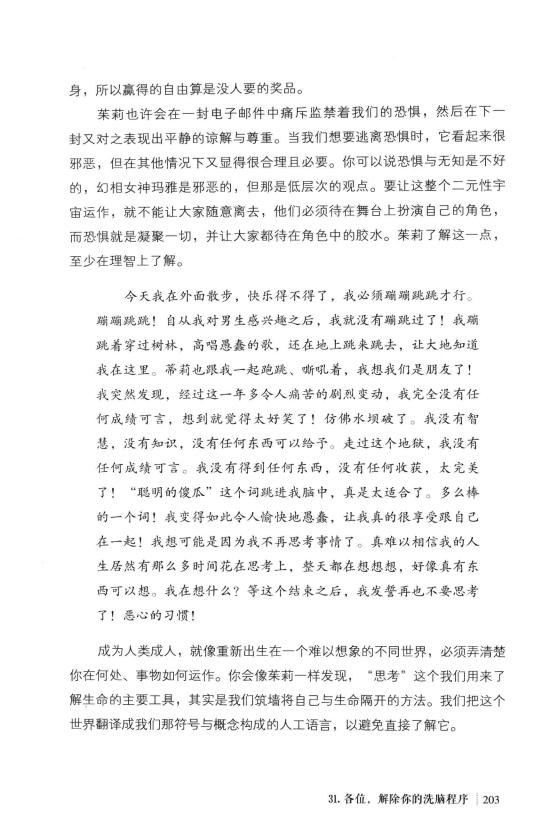 身，所以赢得的自由算是没人要的奖品。
茱莉也许会在一封电子邮件中痛斥监禁着我们的恐惧，然后在下一
封又对之表现出平静的谅解与尊重。当我们想要逃离恐惧时，它看起来很
邪恶，但在其他情况下又显得很合理且必要。你可以说恐惧与无知是不好
的，幻相女神玛雅是邪恶的，但那是低层次的观点。要让这整个二元性宇
宙运作，就不能让大家随意离去，他们必须待在舞台上扮演自己的角色，
而恐惧就是凝聚一切，并让大家都待在角色中的胶水。茱莉了解这一点，
至少在理智上了解。
今天我在外面散步，快乐得不得了，我必须蹦蹦跳跳才行。
蹦蹦跳跳！自从我对男生感兴趣之后，我就没有蹦跳过了！我蹦
跳着穿过树林，高唱愚蠢的歌，还在地上跳来跳去，让大地知道
我在这里。蒂莉也跟我一起跑跳、嘶吼着，我想我们是朋友了！
我突然发现，经过这一年多令人痛苦的剧烈变动，我完全没有任
何成绩可言，想到就觉得太好笑了！仿佛水坝破了。我没有智
慧，没有知识，没有任何东西可以给予。走过这个地狱，我没有
任何成绩可言。我没有得到任何东西，没有任何收获，太完美
了！“聪明的傻瓜”这个词跳进我脑中，真是太适合了。多么棒
的一个词！我变得如此令人愉快地愚蠢，让我真的很享受跟自己
在一起！我想可能是因为我不再思考事情了。真难以相信我的人
生居然有那么多时间花在思考上，整天都在想想想，好像真有东
西可以想。我在想什么？等这个结束之后，我发誓再也不要思考
了！恶心的习惯！
成为人类成人，就像重新出生在一个难以想象的不同世界，必须弄清楚
你在何处、事物如何运作。你会像茱莉一样发现，“思考”这个我们用来了
解生命的主要工具，其实是我们筑墙将自己与生命隔开的方法。我们把这个
世界翻译成我们那符号与概念构成的人工语言，以避免直接了解它。
31. 各位，解除你的洗脑程序 | 203